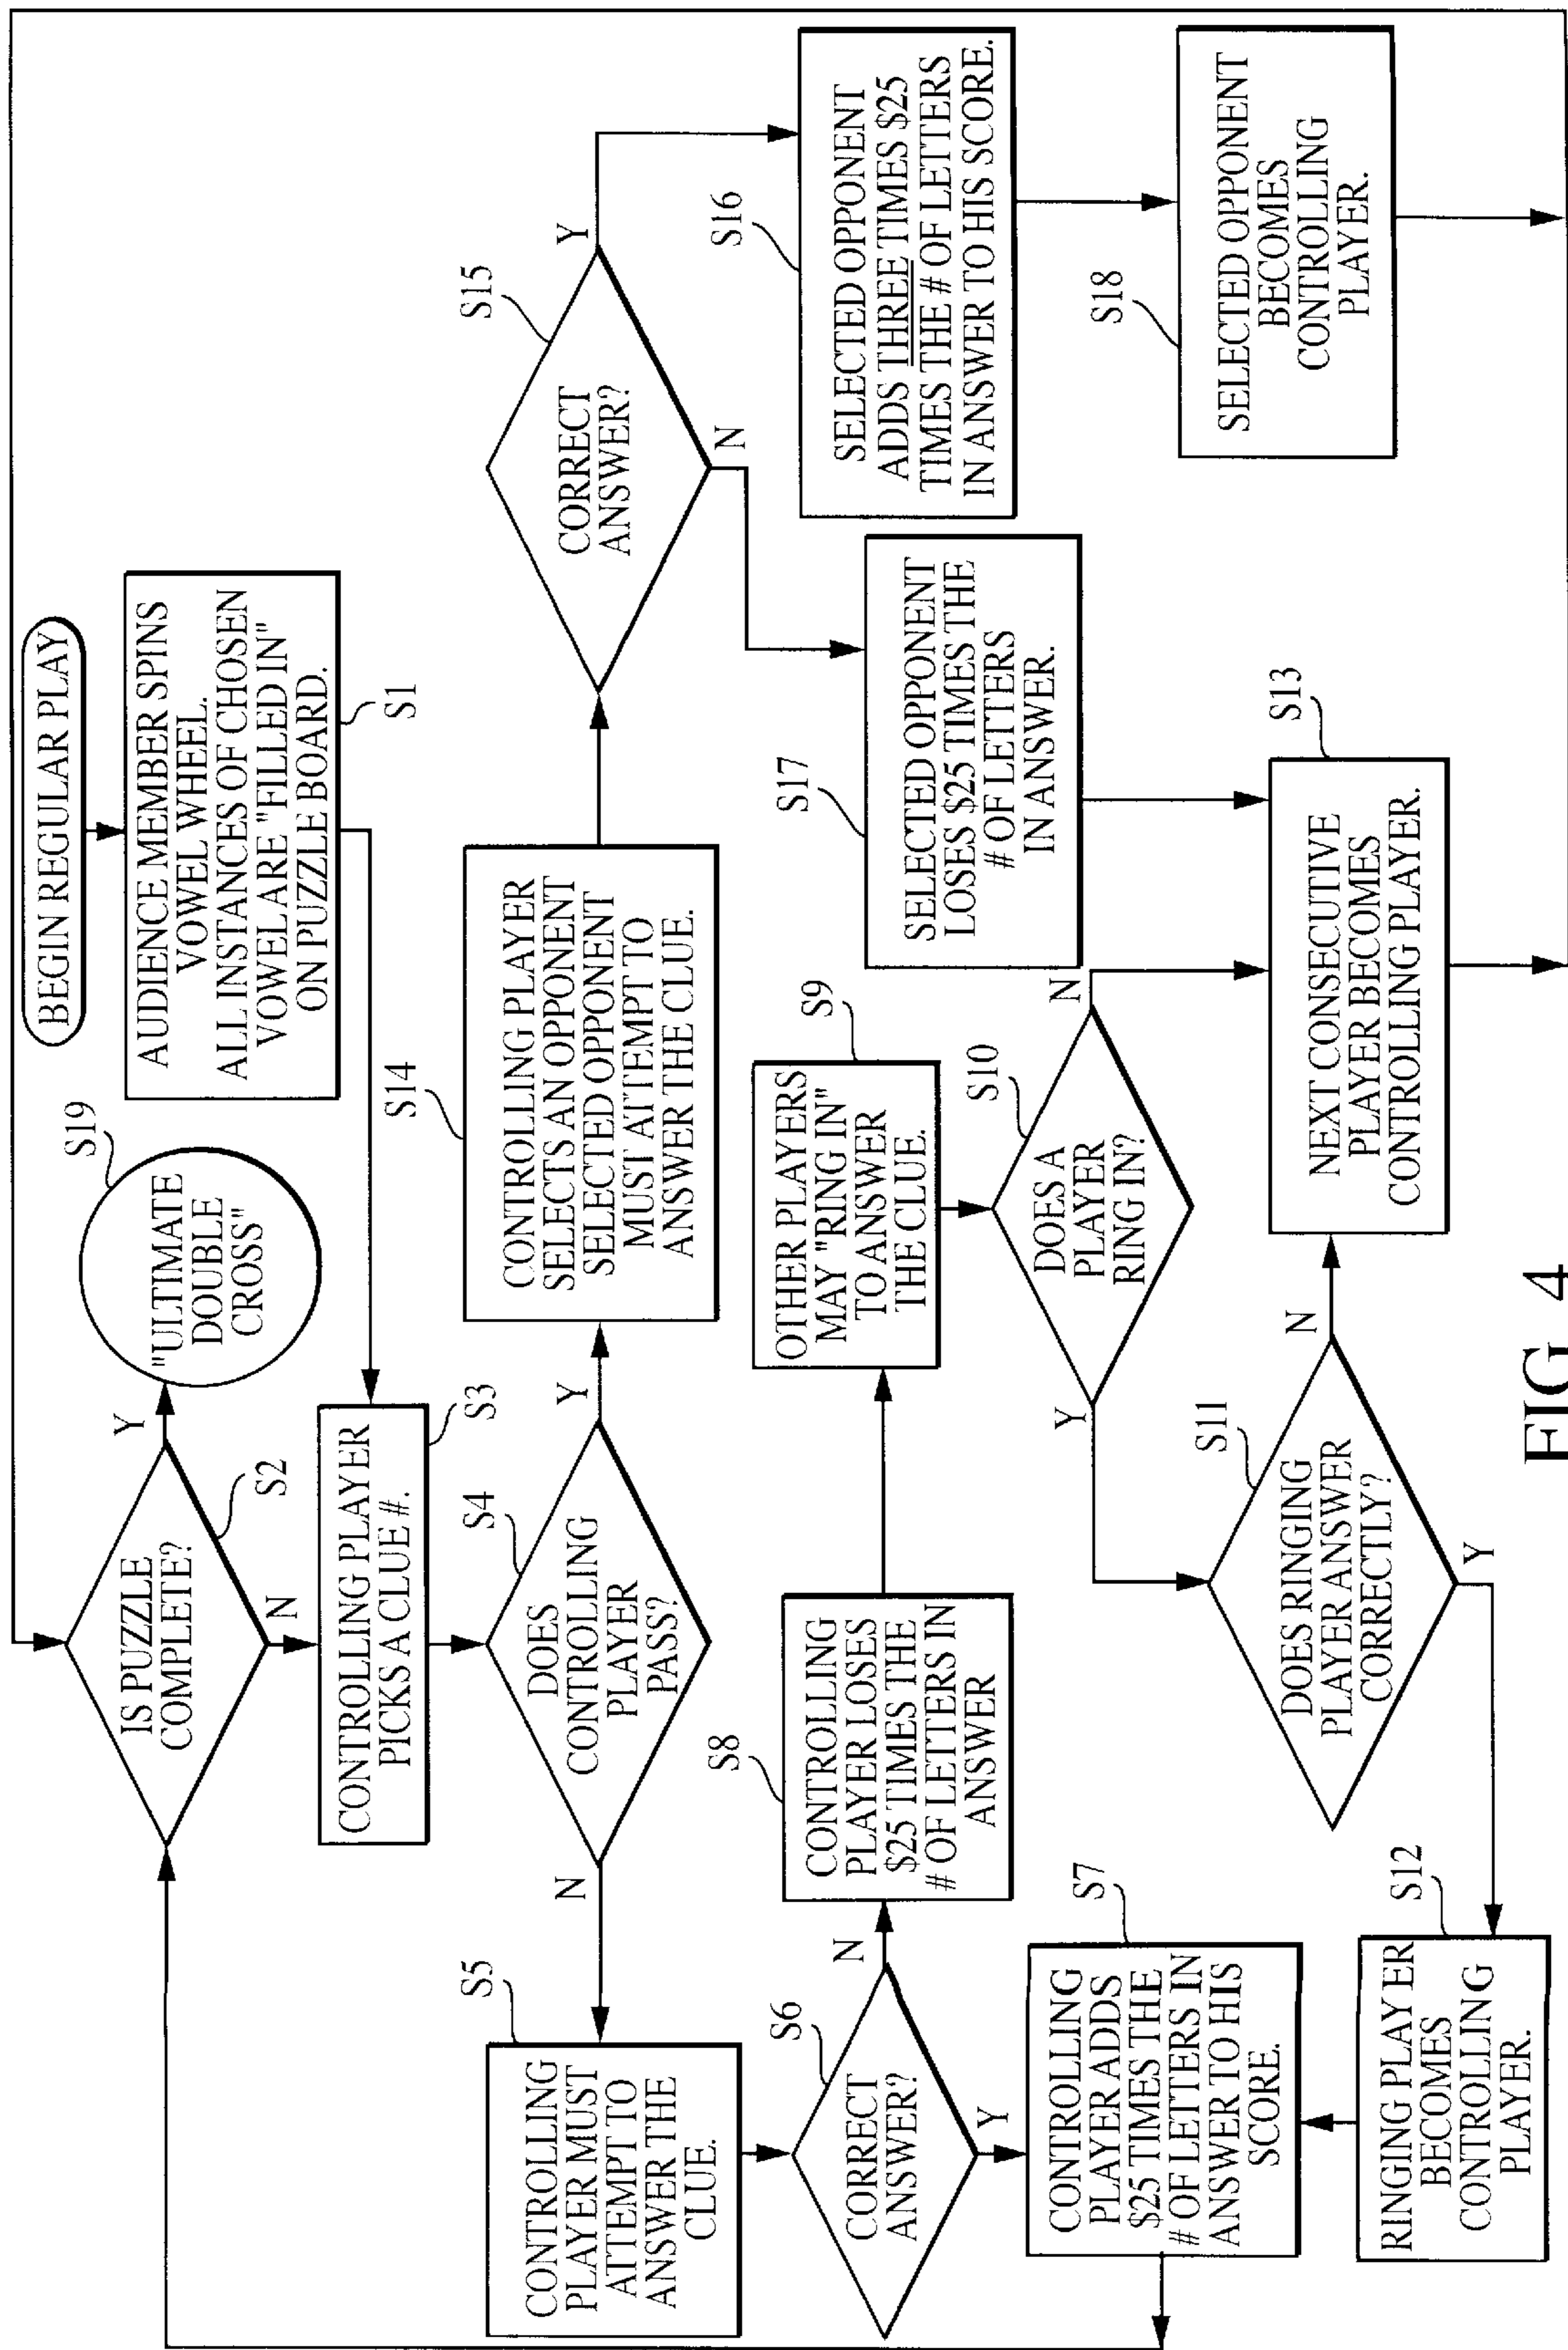 BEGIN REGULAR PLAY
AUDIENCE MEMBER SPINS
VOWEL WHEEL.
ALL INSTANCES OF CHOSEN
VOWEL ARE "FILLED IN"
ON PUZZLE BOARD.
S1
IS PUZZLE
COMPLETE?
S2
Y
N
"ULTIMATE
DOUBLE
CROSS"
S19
CONTROLLING PLAYER
PICKS A CLUE #.
S3
DOES
CONTROLLING
PLAYER
PASS?
S4
N
Y
CONTROLLING
PLAYER MUST
ATTEMPT TO
ANSWER THE
CLUE.
S5
CONTROLLING PLAYER
SELECTS AN OPPONENT
SELECTED OPPONENT
MUST ATTEMPT TO
ANSWER THE CLUE.
S14
CORRECT
ANSWER?
S15
Y
N
CORRECT
ANSWER?
S6
N
Y
CONTROLLING
PLAYER LOSES
$25 TIMES THE
# OF LETTERS IN
ANSWER
S8
OTHER PLAYERS
MAY "RING IN"
TO ANSWER
THE CLUE.
S9
SELECTED OPPONENT
LOSES $25 TIMES THE
# OF LETTERS
IN ANSWER.
S17
SELECTED OPPONENT
ADDS THREE TIMES $25
TIMES THE # OF LETTERS
IN ANSWER TO HIS SCORE.
S16
CONTROLLING
PLAYER ADDS
$25 TIMES THE
# OF LETTERS IN
ANSWER TO HIS
SCORE.
S7
DOES A
PLAYER
RING IN?
S10
Y
N
DOES RINGING
PLAYER ANSWER
CORRECTLY?
S11
N
Y
NEXT CONSECUTIVE
PLAYER BECOMES
CONTROLLING PLAYER.
S13
SELECTED OPPONENT
BECOMES
CONTROLLING
PLAYER.
S18
RINGING PLAYER
BECOMES
CONTROLLING
PLAYER.
S12
FIG. 4